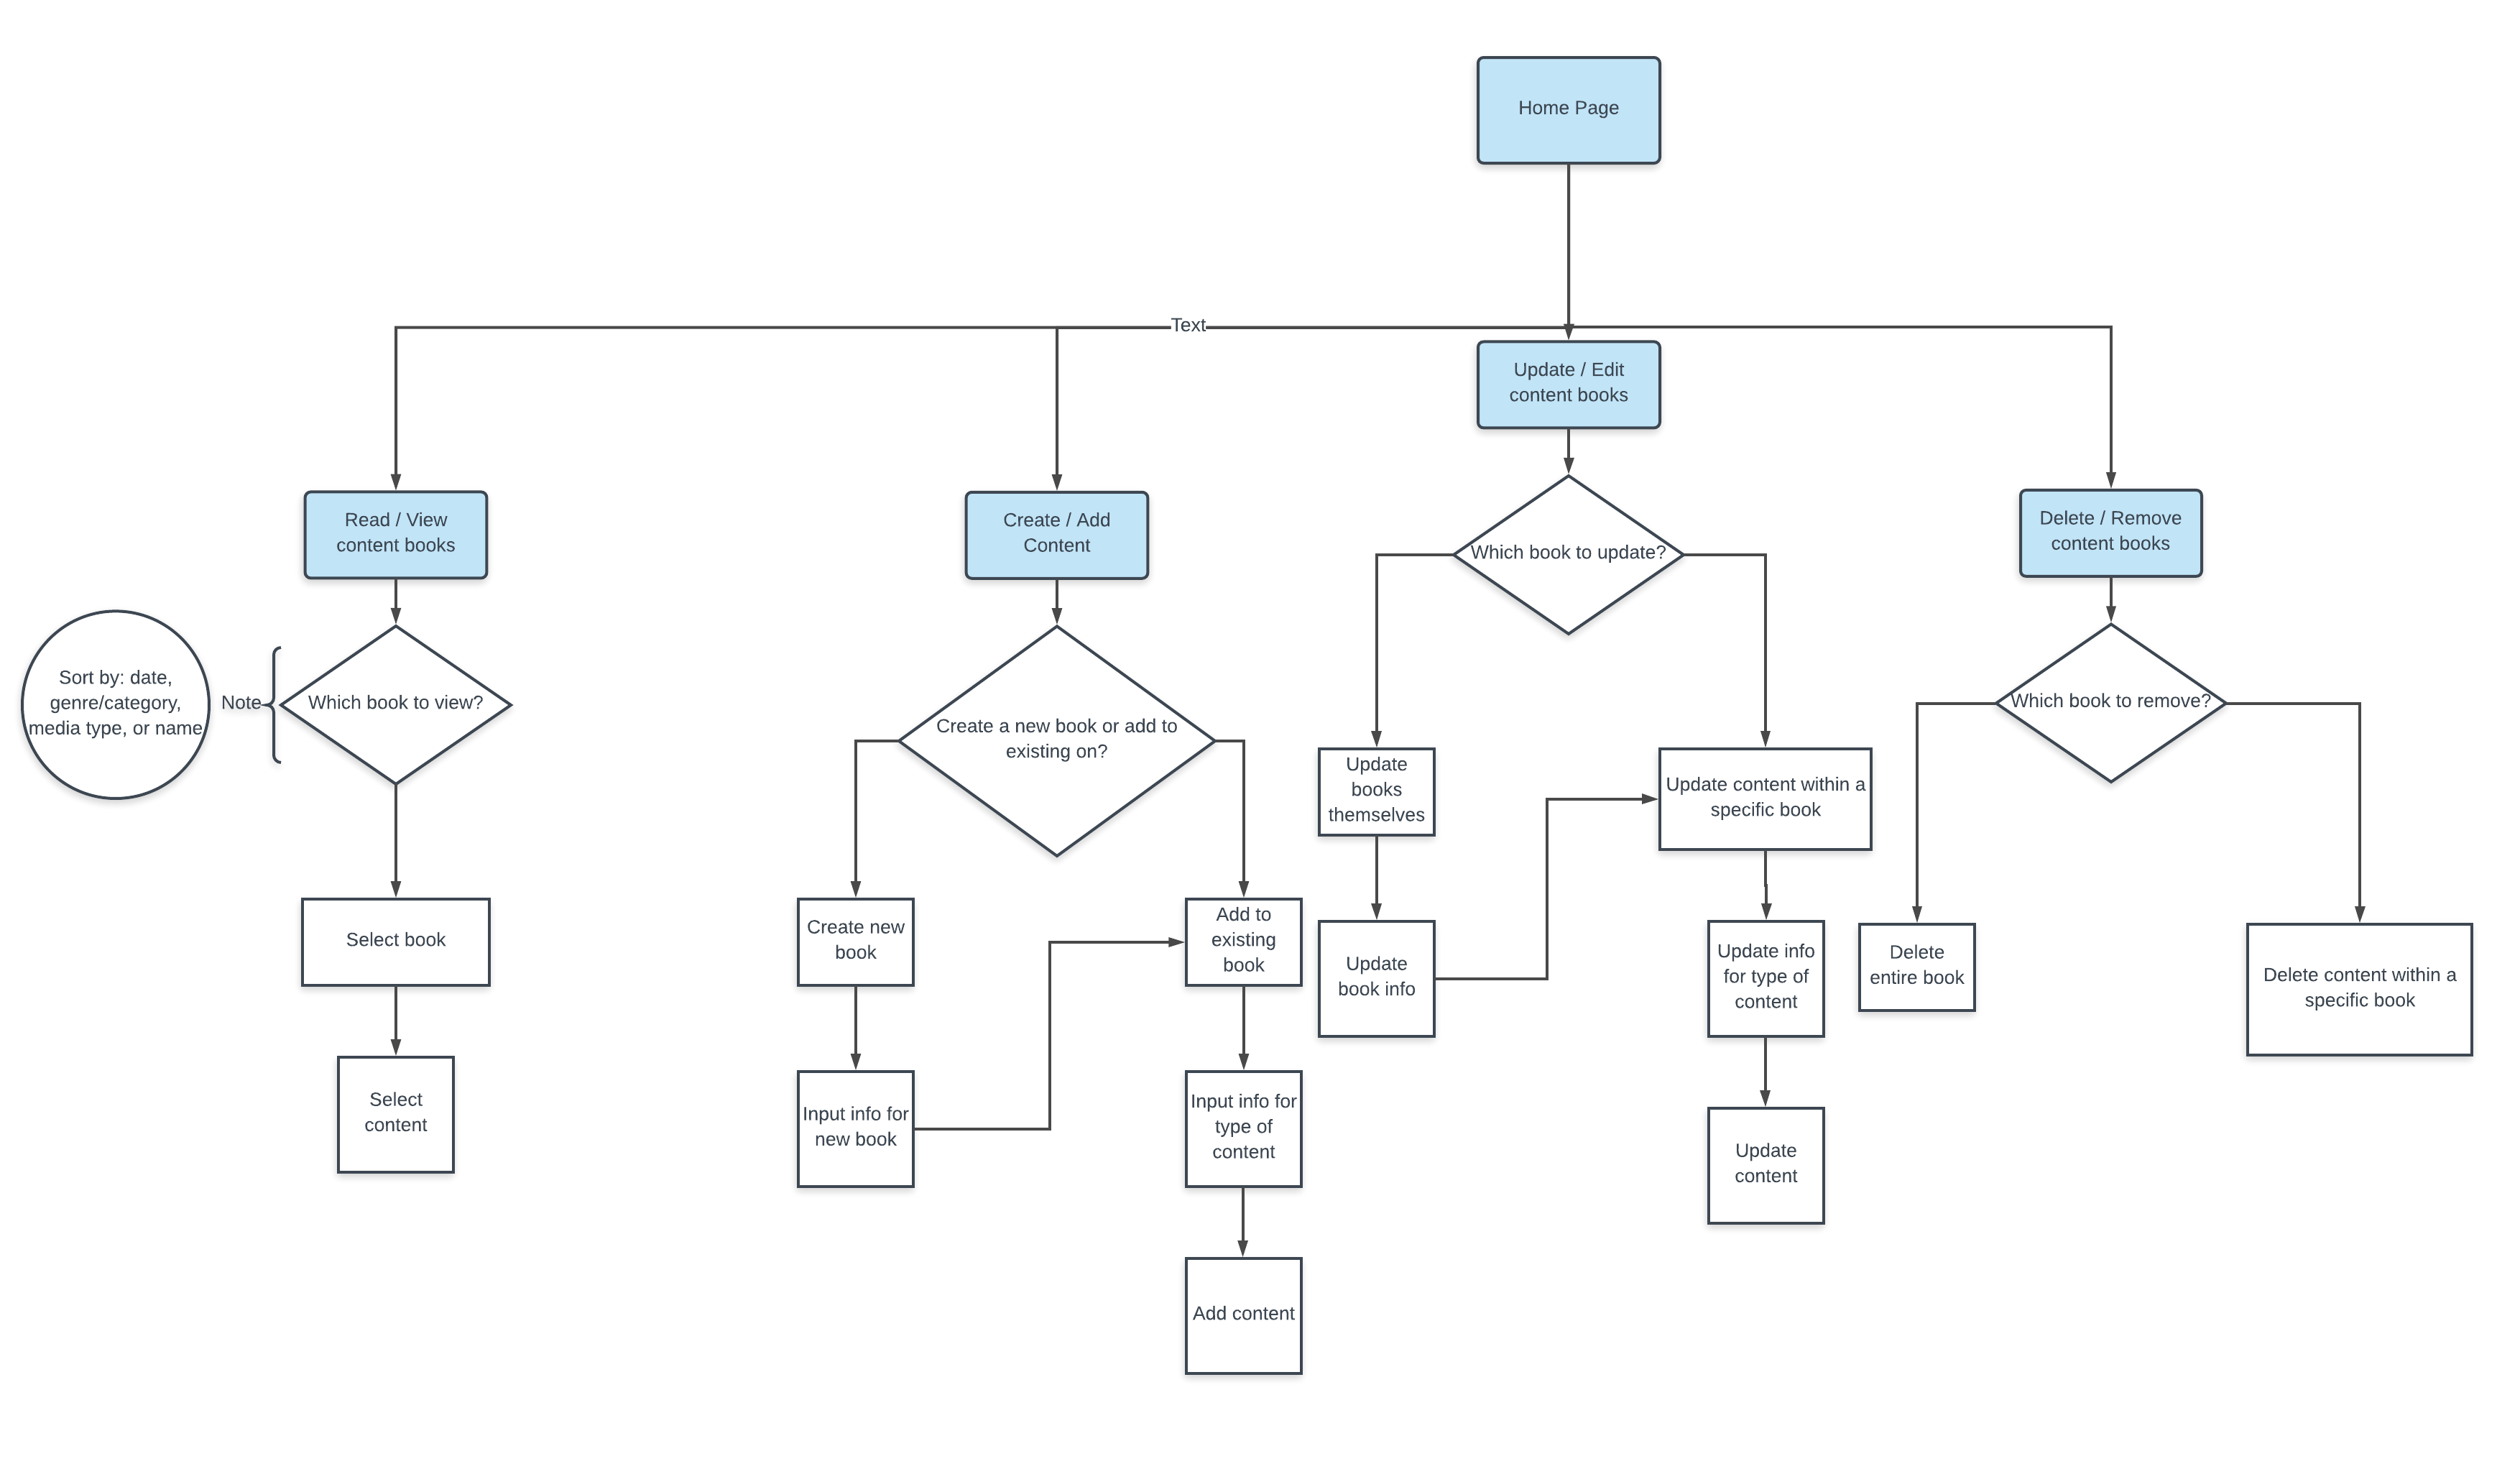 Home Page
Text
Update / Edit
content books
Read / View
content books
Create / Add
Content
Delete / Remove
content books
Which book to update?
Sort by: date,
genre/category,
media type, or name
Note
Which book to view?
Create a new book or add to
existing on?
Which book to remove?
Update
books
themselves
Update content within a
specific book
Select book
Create new
book
Add to
existing
book
Update
book info
Update info
for type of
content
Delete
entire book
Delete content within a
specific book
Select
content
Input info for
new book
Input info for
type of
content
Update
content
Add content